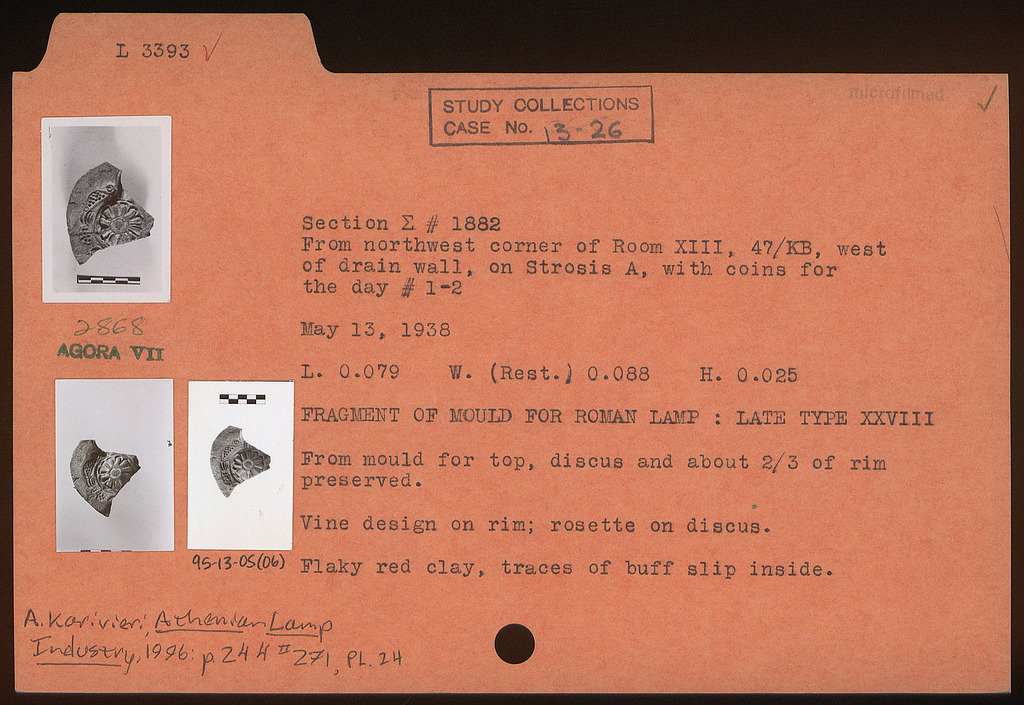 L 3393 ✓
microfilmed ✓
STUDY COLLECTIONS
CASE No. 13-26
Section Σ # 1882
From northwest corner of Room XIII, 47/KB, west
of drain wall, on Strosis A, with coins for
the day # 1-2
2868
AGORA VII
May 13, 1938
L. 0.079 W. (Rest.) 0.088 H. 0.025
FRAGMENT OF MOULD FOR ROMAN LAMP : LATE TYPE XXVIII
From mould for top, discus and about 2/3 of rim
preserved.
Vine design on rim; rosette on discus.
95-13-05(06)
Flaky red clay, traces of buff slip inside.
A. Karivieri, Athenian Lamp
Industry, 1996: p. 244 # 271, PL. 24